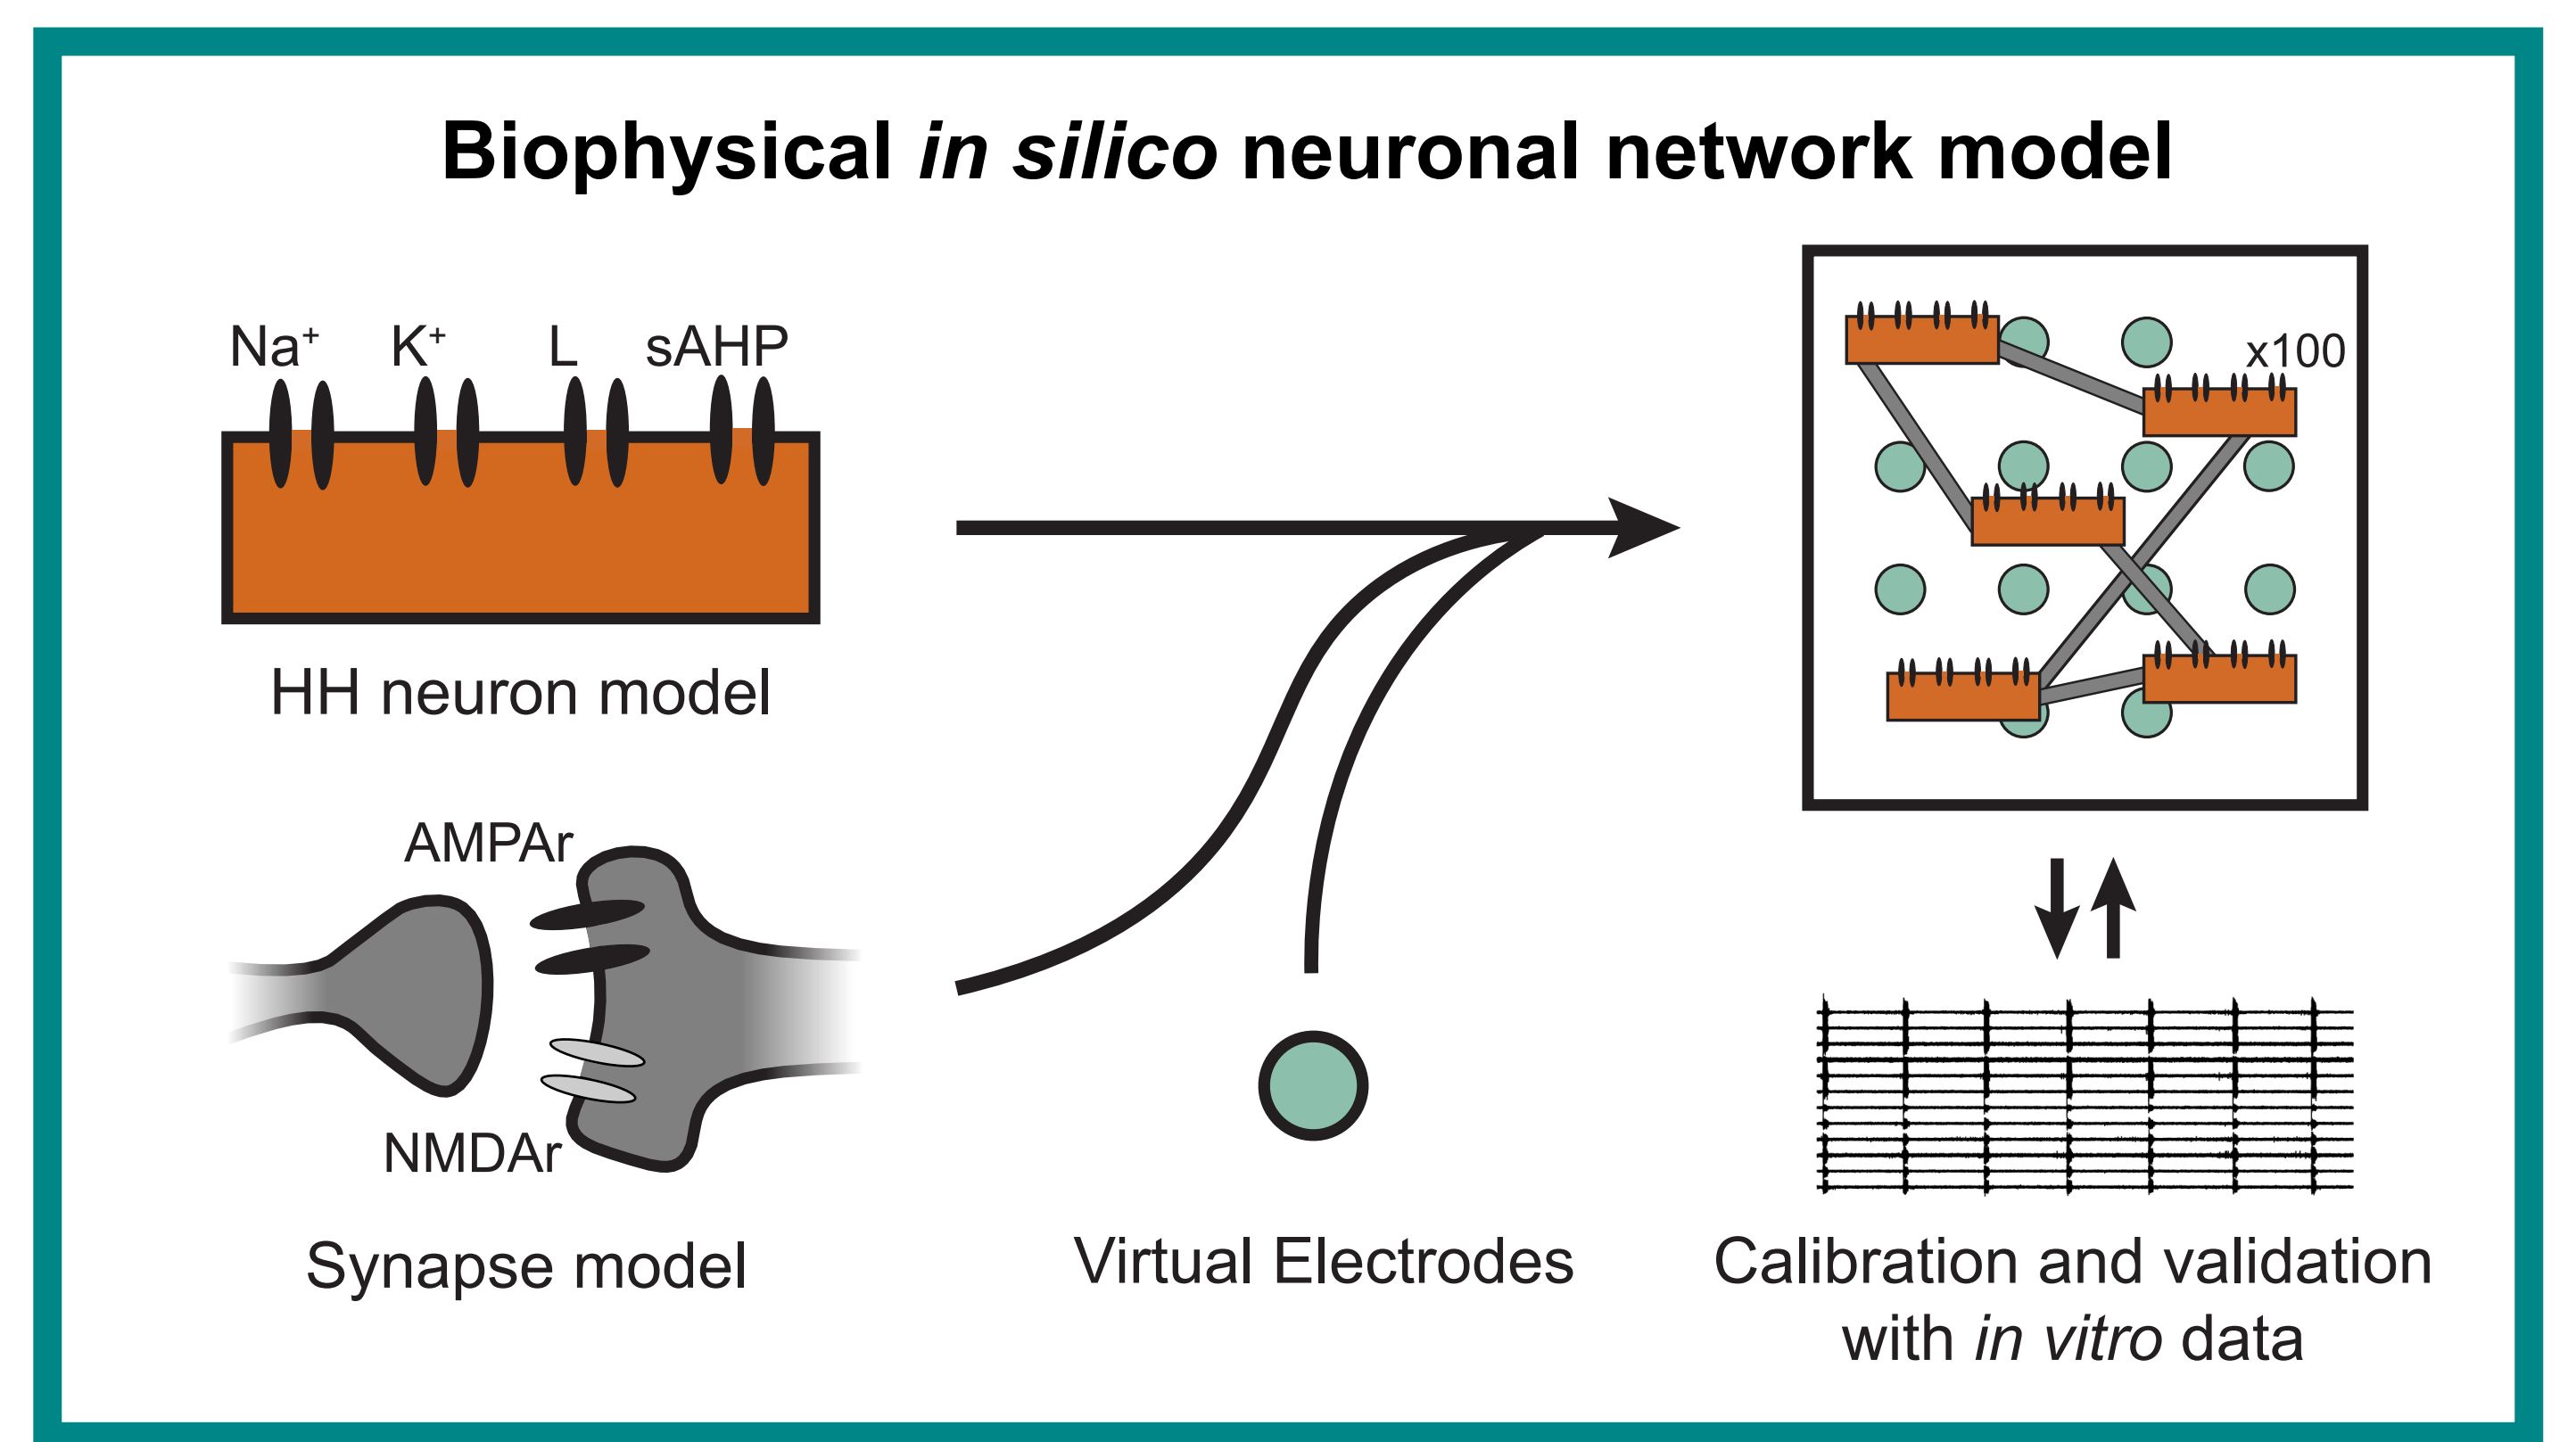 Biophysical in silico neuronal network model
Na⁺ K⁺ L sAHP
HH neuron model
x100
AMPAr
NMDAr
Synapse model
Virtual Electrodes
Calibration and validation
with in vitro data